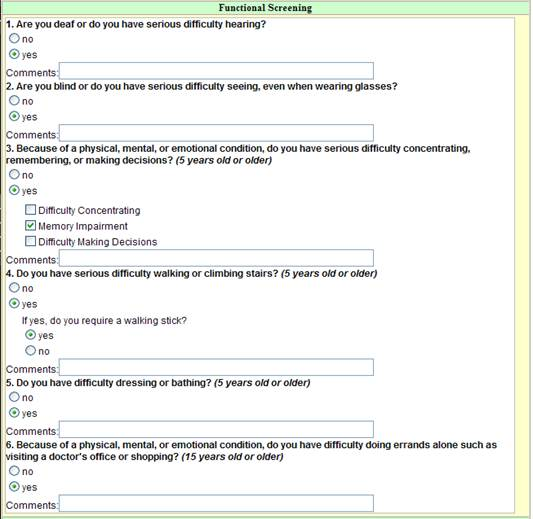 Functional Screening
1. Are you deaf or do you have serious difficulty hearing?
no
yes
Comments:
2. Are you blind or do you have serious difficulty seeing, even when wearing glasses?
no
yes
Comments:
3. Because of a physical, mental, or emotional condition, do you have serious difficulty concentrating,
remembering, or making decisions? (5 years old or older)
no
yes
Difficulty Concentrating
Memory Impairment
Difficulty Making Decisions
Comments:
4. Do you have serious difficulty walking or climbing stairs? (5 years old or older)
no
yes
If yes, do you require a walking stick?
yes
no
Comments:
5. Do you have difficulty dressing or bathing? (5 years old or older)
no
yes
Comments:
6. Because of a physical, mental, or emotional condition, do you have difficulty doing errands alone such as
visiting a doctor's office or shopping? (15 years old or older)
no
yes
Comments: